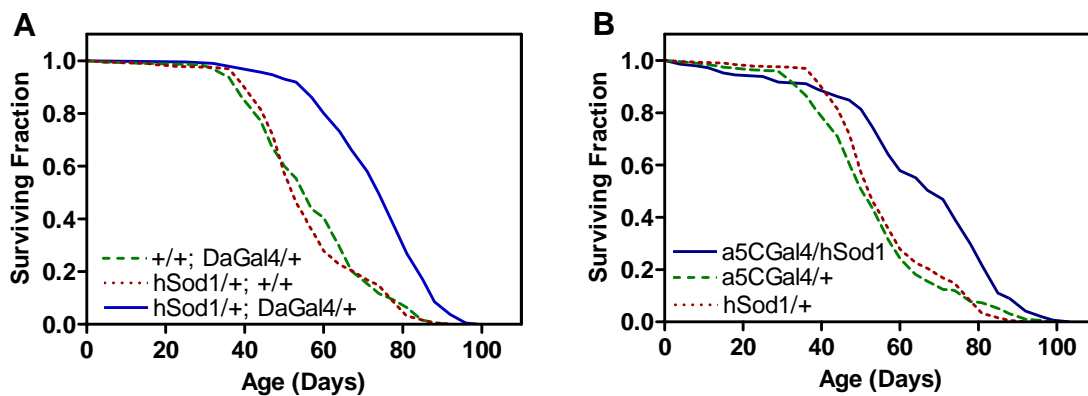 A
Surviving Fraction
1.0
0.8
0.6
0.4
0.2
0.0
+/+; DaGal4/+
hSod1/+; +/+
hSod1/+; DaGal4/+
0 20 40 60 80 100
Age (Days)
B
Surviving Fraction
1.0
0.8
0.6
0.4
0.2
0.0
a5CGal4/hSod1
a5CGal4/+
hSod1/+
0 20 40 60 80 100
Age (Days)